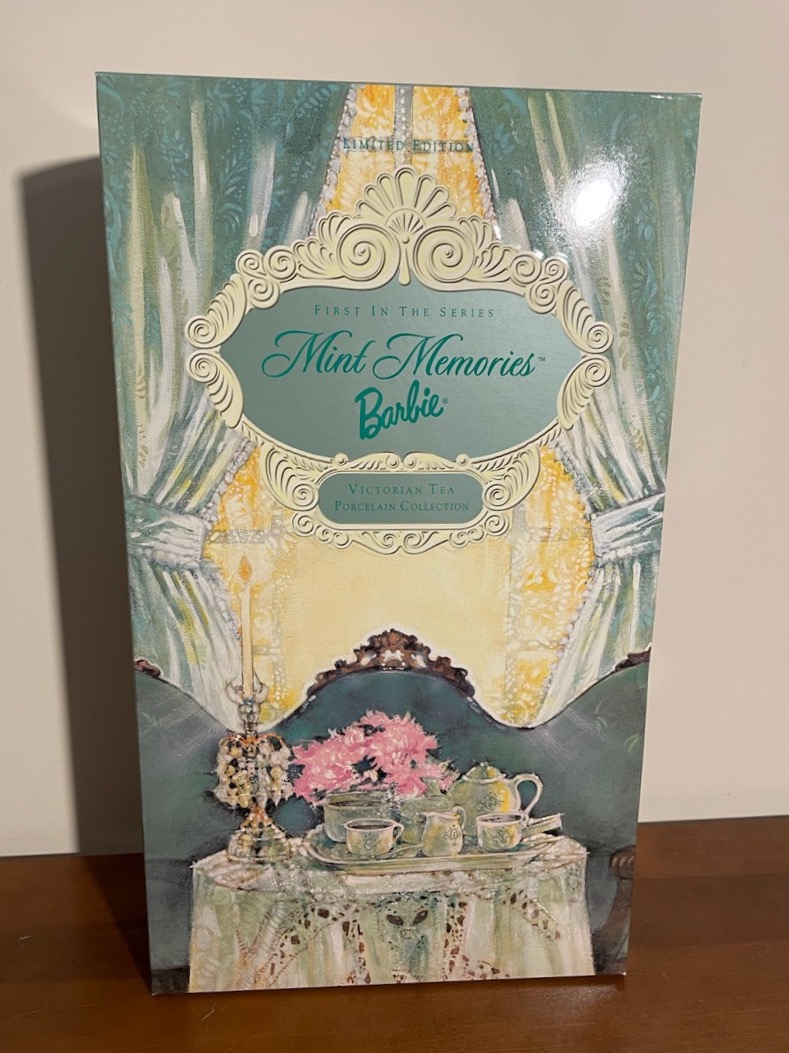 LIMITED EDITION
FIRST IN THE SERIES
Mint Memories™
Barbie®
VICTORIAN TEA
PORCELAIN COLLECTION